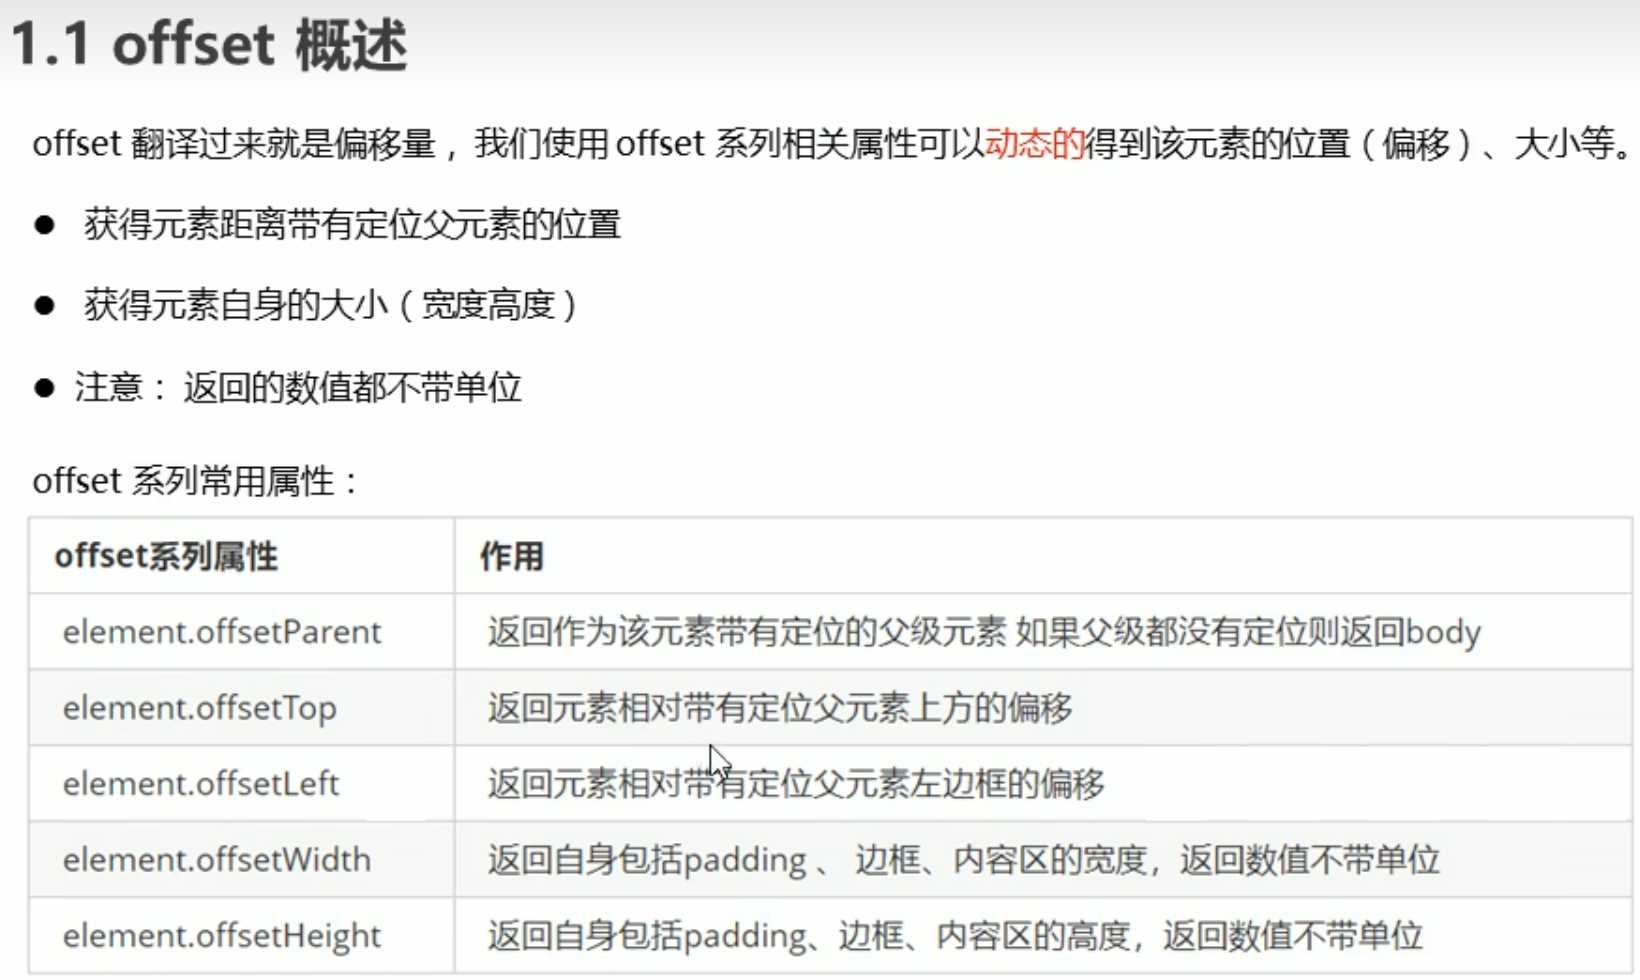 1.1 offset 概述
offset 翻译过来就是偏移量，我们使用 offset 系列相关属性可以动态的得到该元素的位置（偏移）、大小等。
● 获得元素距离带有定位父元素的位置
● 获得元素自身的大小（宽度高度）
● 注意： 返回的数值都不带单位
offset 系列常用属性：
offset系列属性 作用
element.offsetParent 返回作为该元素带有定位的父级元素 如果父级都没有定位则返回body
element.offsetTop 返回元素相对带有定位父元素上方的偏移
element.offsetLeft 返回元素相对带有定位父元素左边框的偏移
element.offsetWidth 返回自身包括padding 、 边框、内容区的宽度，返回数值不带单位
element.offsetHeight 返回自身包括padding、边框、内容区的高度，返回数值不带单位